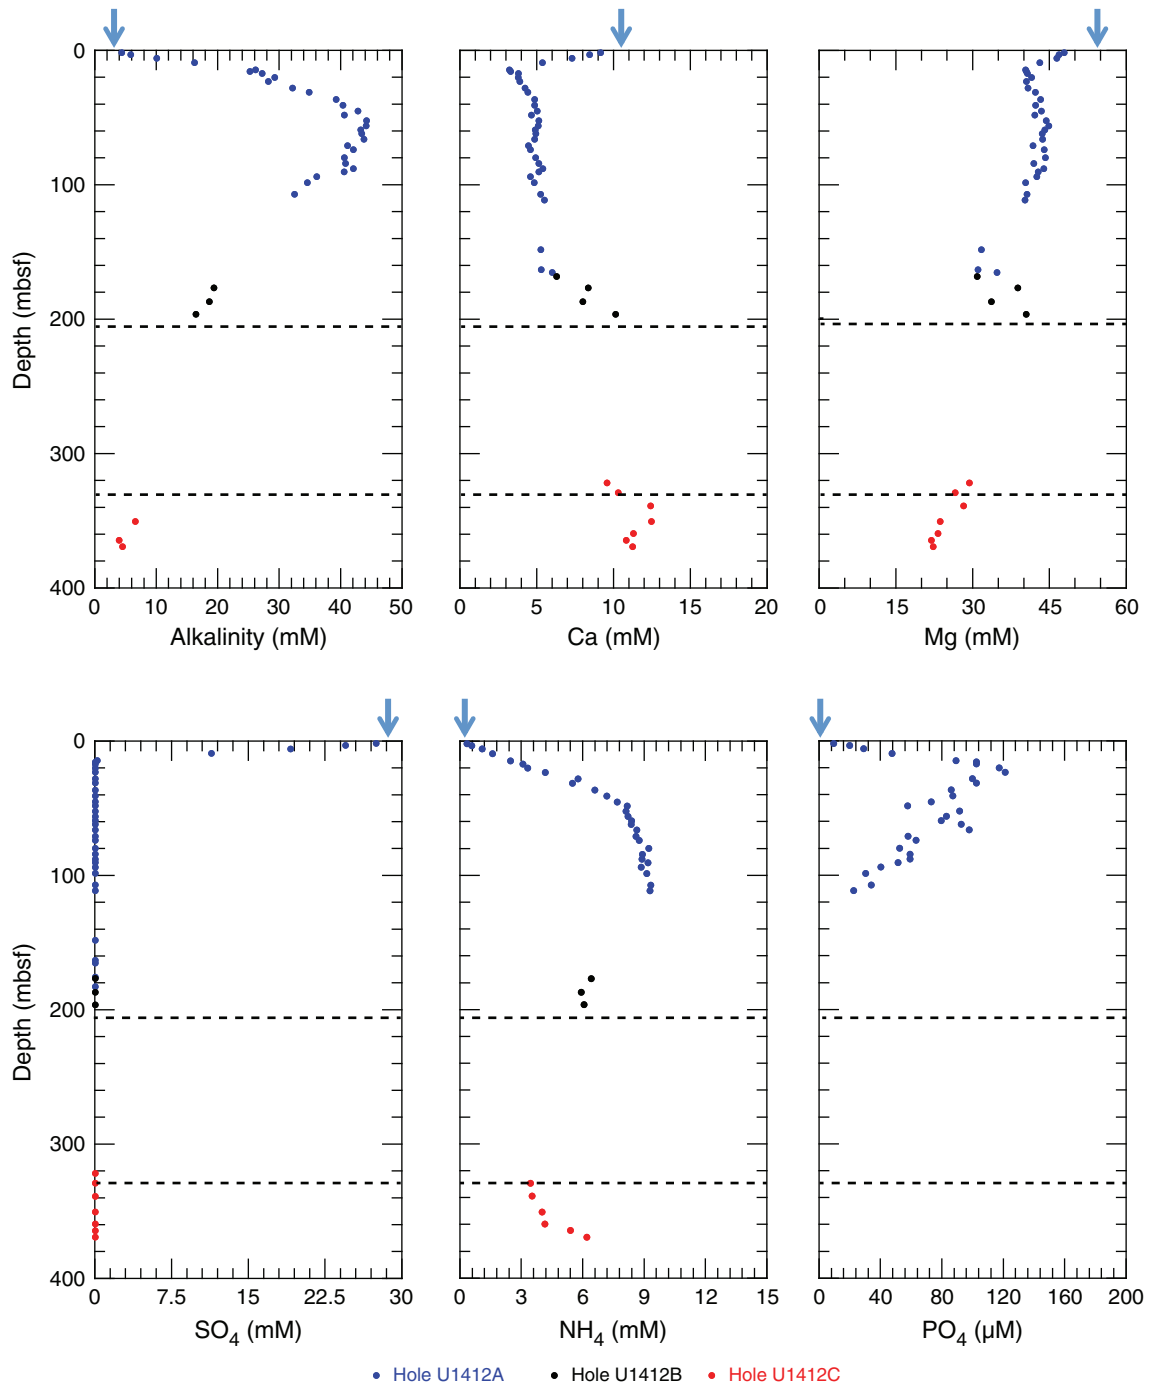 0
100
200
300
400
Depth (mbsf)
0 10 20 30 40 50
Alkalinity (mM)
0 5 10 15 20
Ca (mM)
0 15 30 45 60
Mg (mM)
0
100
200
300
400
Depth (mbsf)
0 7.5 15 22.5 30
SO4 (mM)
0 3 6 9 12 15
NH4 (mM)
0 40 80 120 160 200
PO4 (µM)
Hole U1412A Hole U1412B Hole U1412C